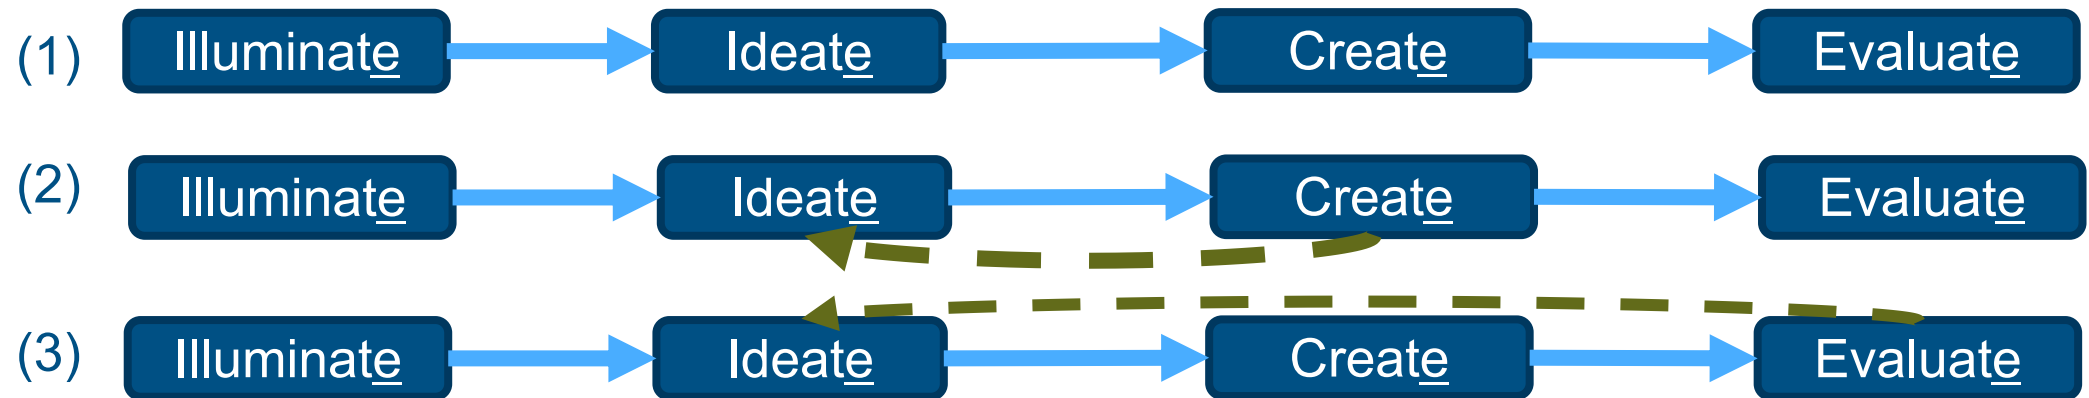 (1) Illuminate Ideate Create Evaluate
(2) Illuminate Ideate Create Evaluate
(3) Illuminate Ideate Create Evaluate